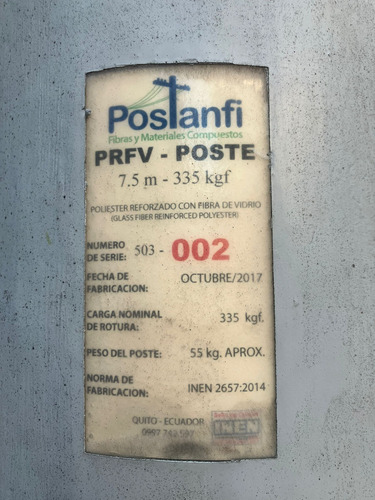 Postanfi
Fibras y Materiales Compuestos
PRFV - POSTE
7.5 m - 335 kgf
POLIESTER REFORZADO CON FIBRA DE VIDRIO
(GLASS FIBER REINFORCED POLYESTER)
NUMERO DE SERIE: 503 - 002
FECHA DE FABRICACION: OCTUBRE/2017
CARGA NOMINAL DE ROTURA: 335 kgf.
PESO DEL POSTE: 55 kg. APROX.
NORMA DE FABRICACION: INEN 2657:2014
QUITO - ECUADOR
INEN